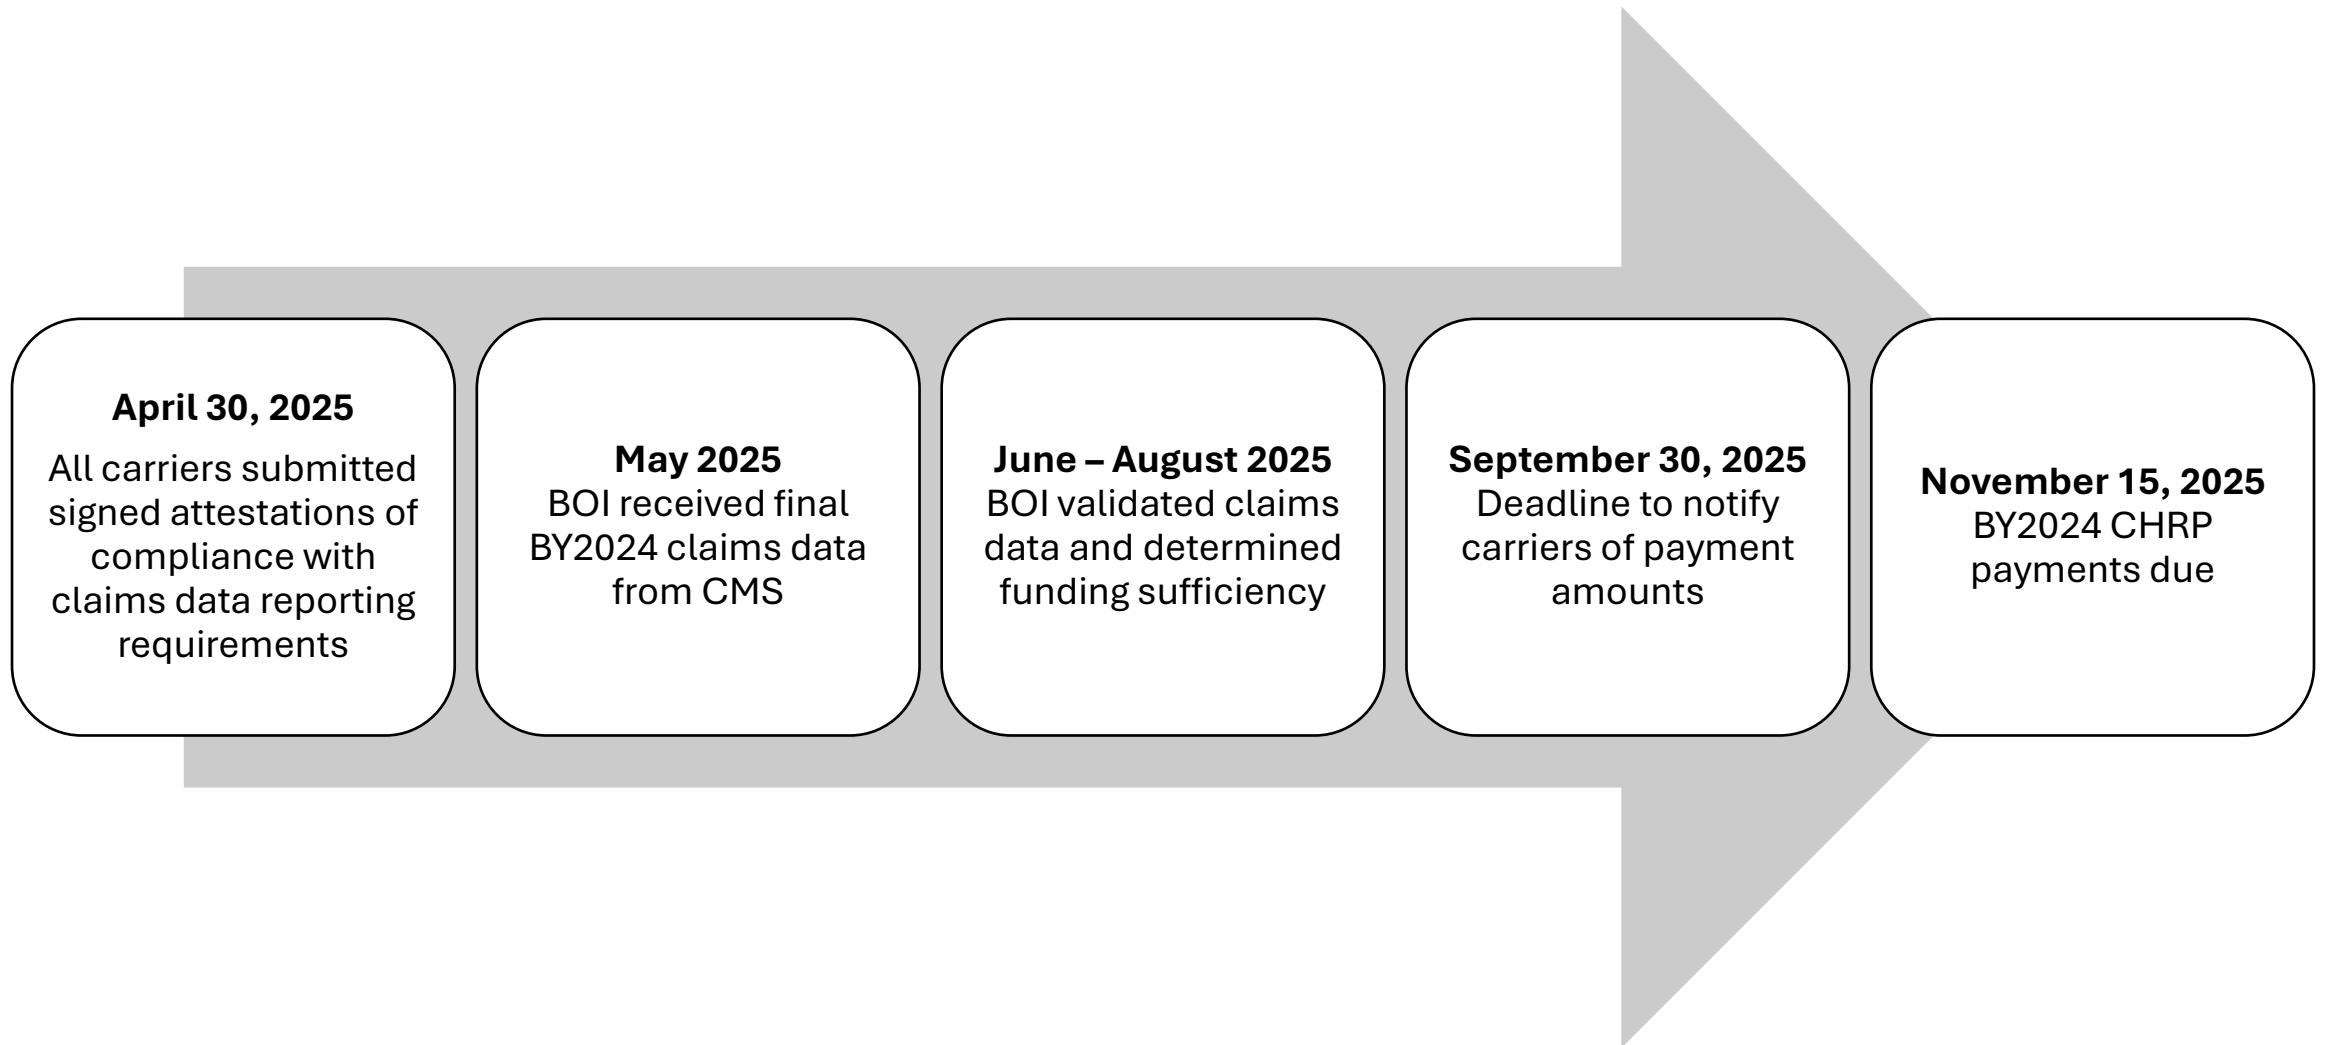 April 30, 2025
All carriers submitted
signed attestations of
compliance with
claims data reporting
requirements
May 2025
BOI received final
BY2024 claims data
from CMS
June – August 2025
BOI validated claims
data and determined
funding sufficiency
September 30, 2025
Deadline to notify
carriers of payment
amounts
November 15, 2025
BY2024 CHRP
payments due